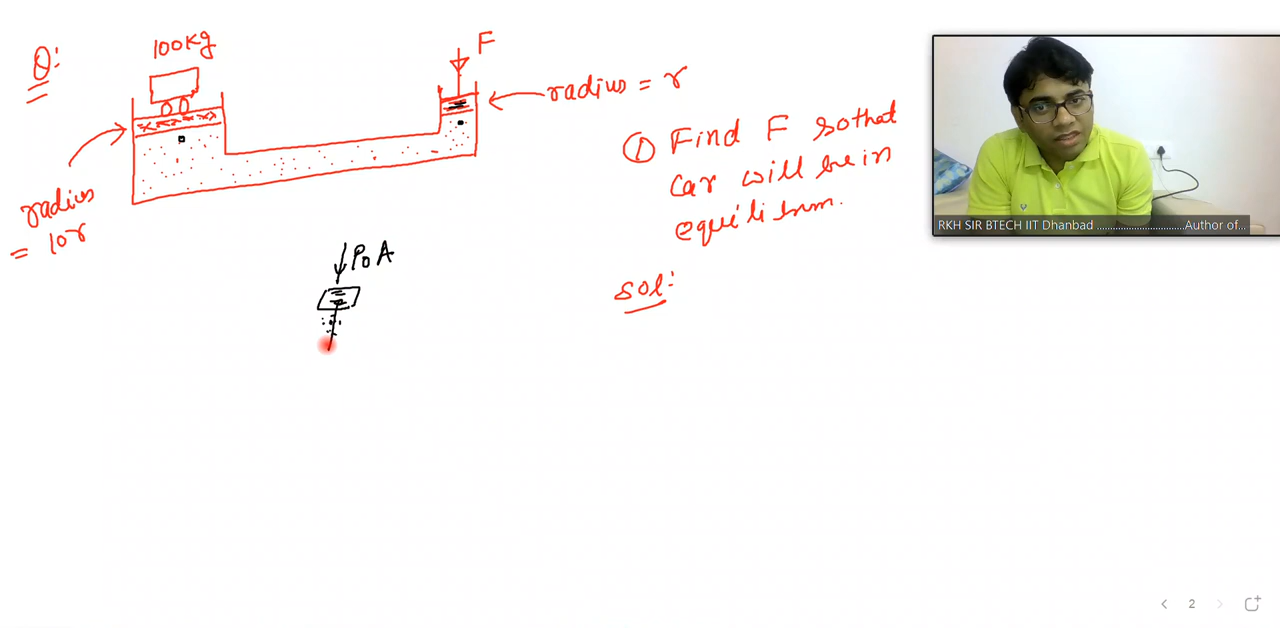 Q:
100kg
F
radius = r
radius
= 10r
① Find F so that
Car will be in
equilibrium.
P₀ A
Sol:
RKH SIR BTECH IIT Dhanbad ..................................Author of...
2